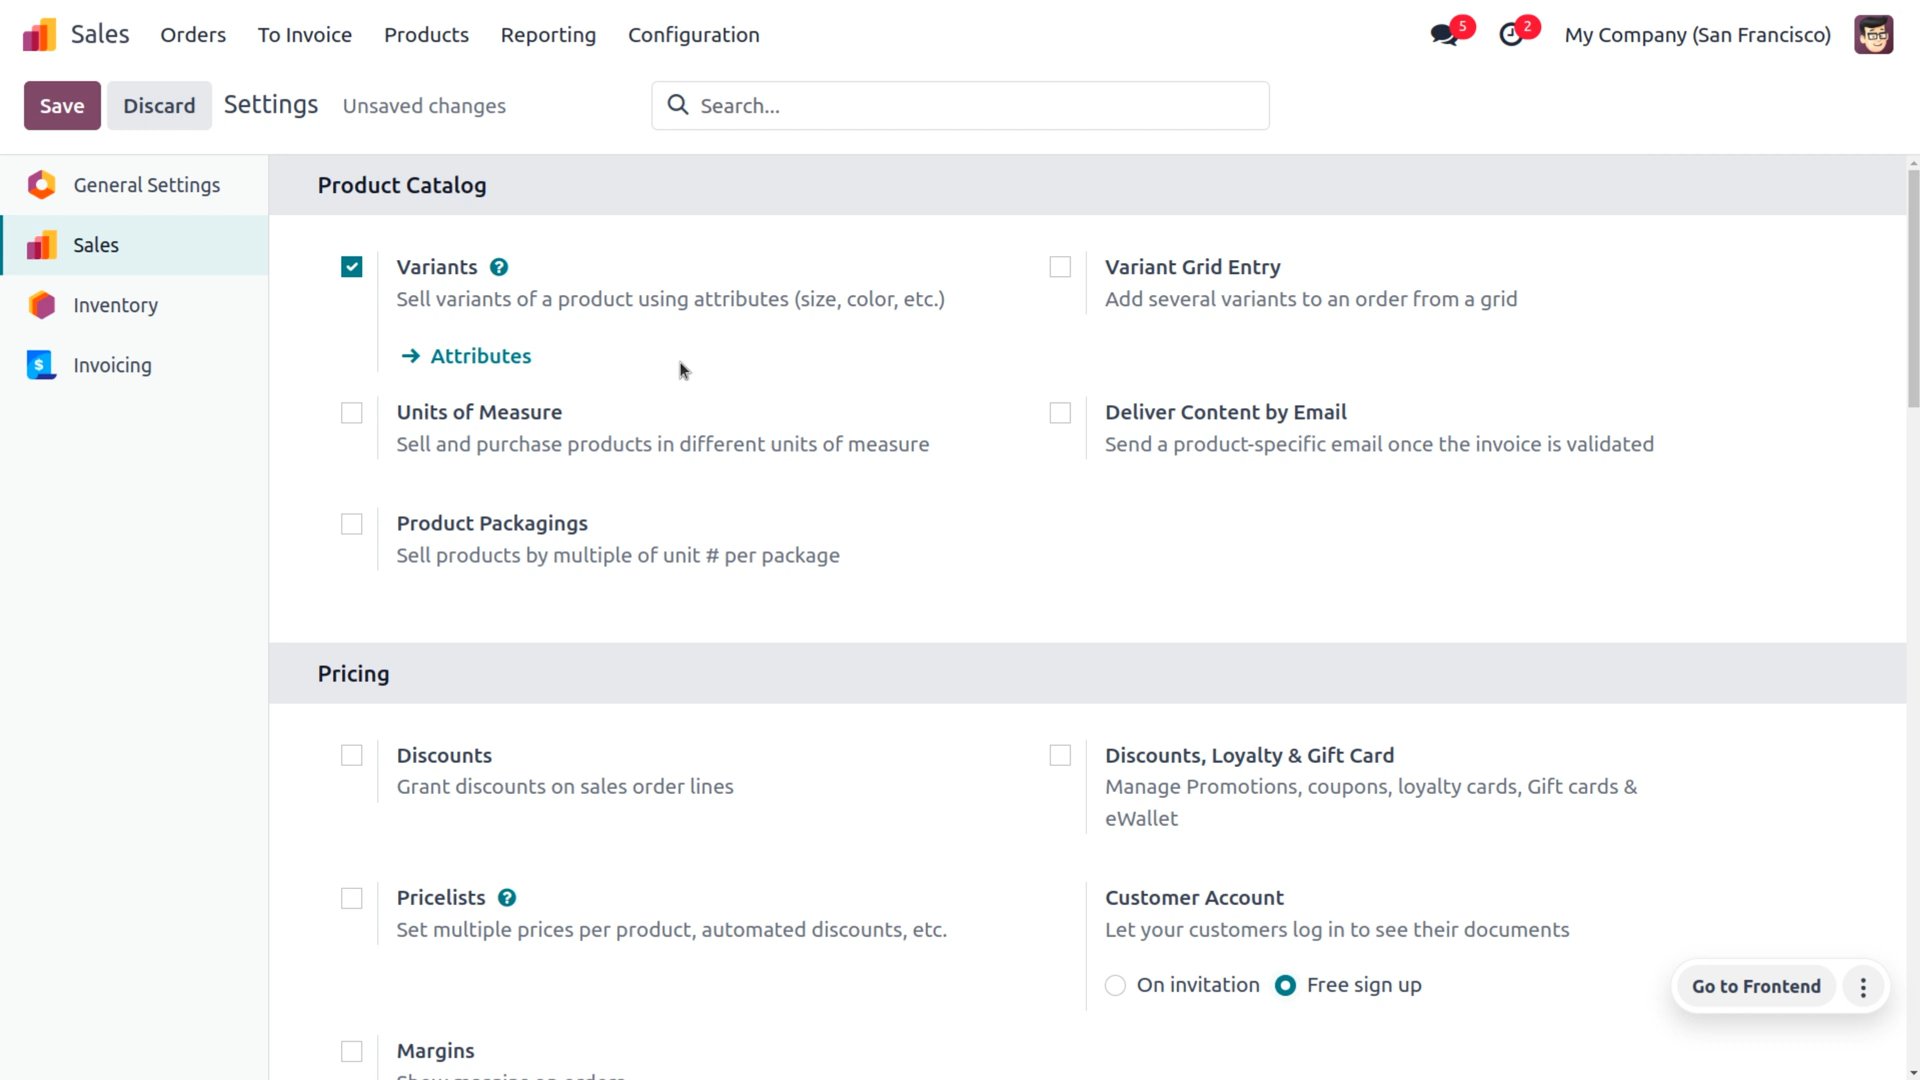 Sales Orders To Invoice Products Reporting Configuration 5 2 My Company (San Francisco)
Save Discard Settings Unsaved changes Search...
General Settings
Sales
Inventory
Invoicing
Product Catalog
Variants ?
Sell variants of a product using attributes (size, color, etc.)
Attributes
Variant Grid Entry
Add several variants to an order from a grid
Units of Measure
Sell and purchase products in different units of measure
Deliver Content by Email
Send a product-specific email once the invoice is validated
Product Packagings
Sell products by multiple of unit # per package
Pricing
Discounts
Grant discounts on sales order lines
Discounts, Loyalty & Gift Card
Manage Promotions, coupons, loyalty cards, Gift cards &
eWallet
Pricelists ?
Set multiple prices per product, automated discounts, etc.
Customer Account
Let your customers log in to see their documents
On invitation Free sign up
Go to Frontend
Margins